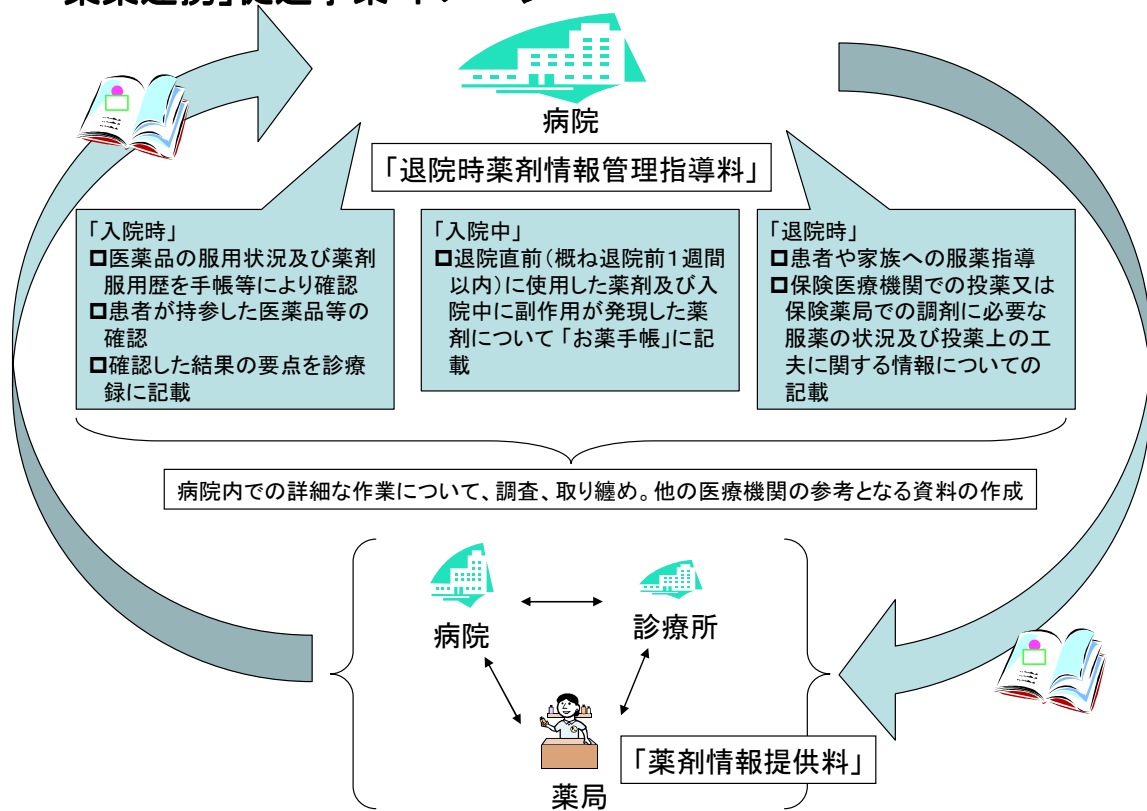 病院
「退院時薬剤情報管理指導料」
「入院時」
医薬品の服用状況及び薬剤
服用歴を手帳等により確認
患者が持参した医薬品等の
確認
確認した結果の要点を診療
録に記載
「入院中」
退院直前(概ね退院前1週間
以内)に使用した薬剤及び入
院中に副作用が発現した薬
剤について「お薬手帳」に記
載
「退院時」
患者や家族への服薬指導
保険医療機関での投薬又は
保険薬局での調剤に必要な
服薬の状況及び投薬上の工
夫に関する情報についての
記載
病院内での詳細な作業について、調査、取り纏め。他の医療機関の参考となる資料の作成
病院
診療所
「薬剤情報提供料」
薬局